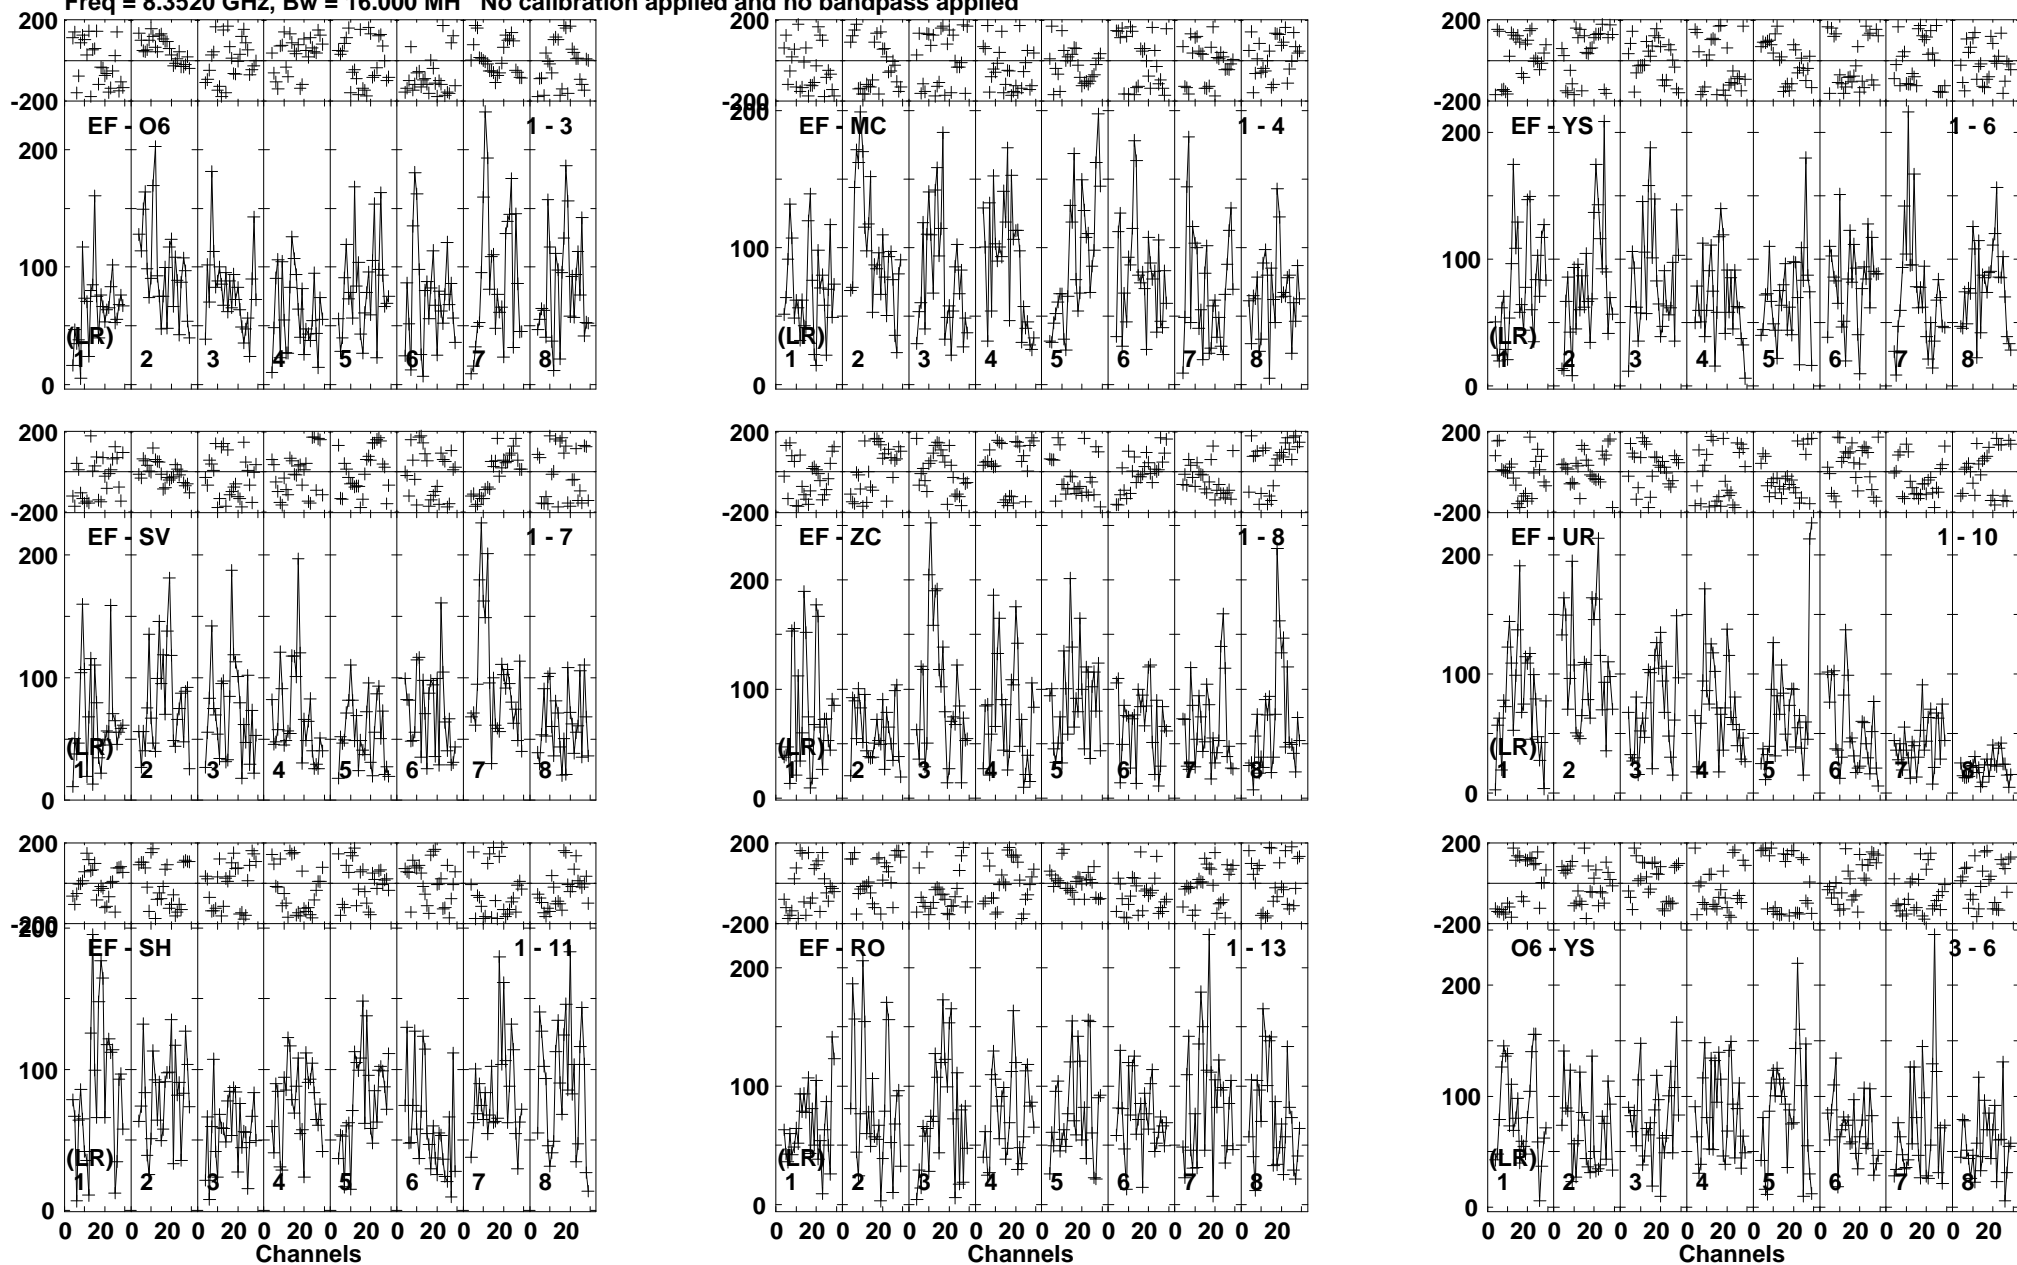 Freq = 8.3520 GHz, Bw = 16.000 MH No calibration applied and no bandpass applied
200 200 200
-200 -200 -200
EF - O6 1 - 3 200 EF - MC 1 - 4 EF - YS 1 - 6
200 200
100 100 100
(LR) (LR) (LR)
1 2 3 4 5 6 7 8 1 2 3 4 5 6 7 8 1 2 3 4 5 6 7 8
0 0 0
200 200 200
-200 -200 -200
EF - SV 1 - 7 EF - ZC 1 - 8 EF - UR 1 - 10
200 200 200
100 100 100
(LR) (LR) (LR)
1 2 3 4 5 6 7 8 1 2 3 4 5 6 7 8 1 2 3 4 5 6 7 8
0 0 0
200 200 200
-200 -200 -200
200 EF - SH 1 - 11 EF - RO 1 - 13 O6 - YS 3 - 6
200 200
100 100 100
(LR) (LR) (LR)
1 2 3 4 5 6 7 8 1 2 3 4 5 6 7 8 1 2 3 4 5 6 7 8
0 0 0
0 20 0 20 0 20 0 20 0 20 0 20 0 20 0 20 0 20 0 20 0 20 0 20 0 20 0 20 0 20 0 20 0 20 0 20 0 20 0 20 0 20 0 20 0 20 0 20
Channels Channels Channels